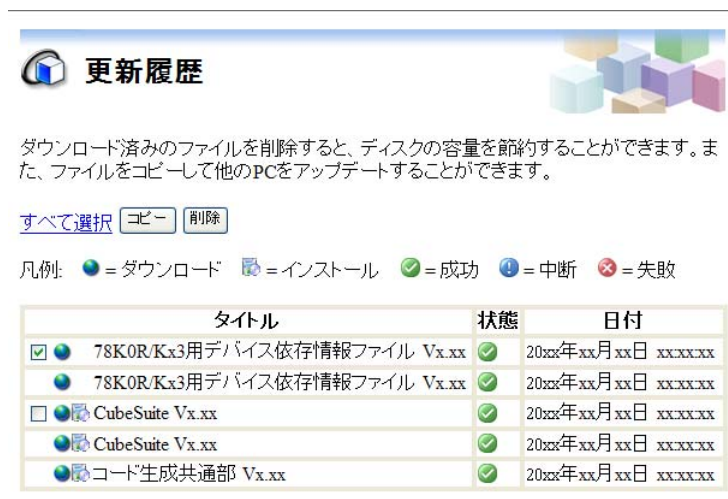 更新履歴
ダウンロード済みのファイルを削除すると、ディスクの容量を節約することができます。ま
た、ファイルをコピーして他のPCをアップデートすることができます。
すべて選択 コピー 削除
凡例: = ダウンロード = インストール = 成功 = 中断 = 失敗
タイトル 状態 日付
78K0R/Kx3用デバイス依存情報ファイル Vx.xx 20xx年xx月xx日 xx:xx:xx
78K0R/Kx3用デバイス依存情報ファイル Vx.xx 20xx年xx月xx日 xx:xx:xx
CubeSuite Vx.xx 20xx年xx月xx日 xx:xx:xx
CubeSuite Vx.xx 20xx年xx月xx日 xx:xx:xx
コード生成共通部 Vx.xx 20xx年xx月xx日 xx:xx:xx